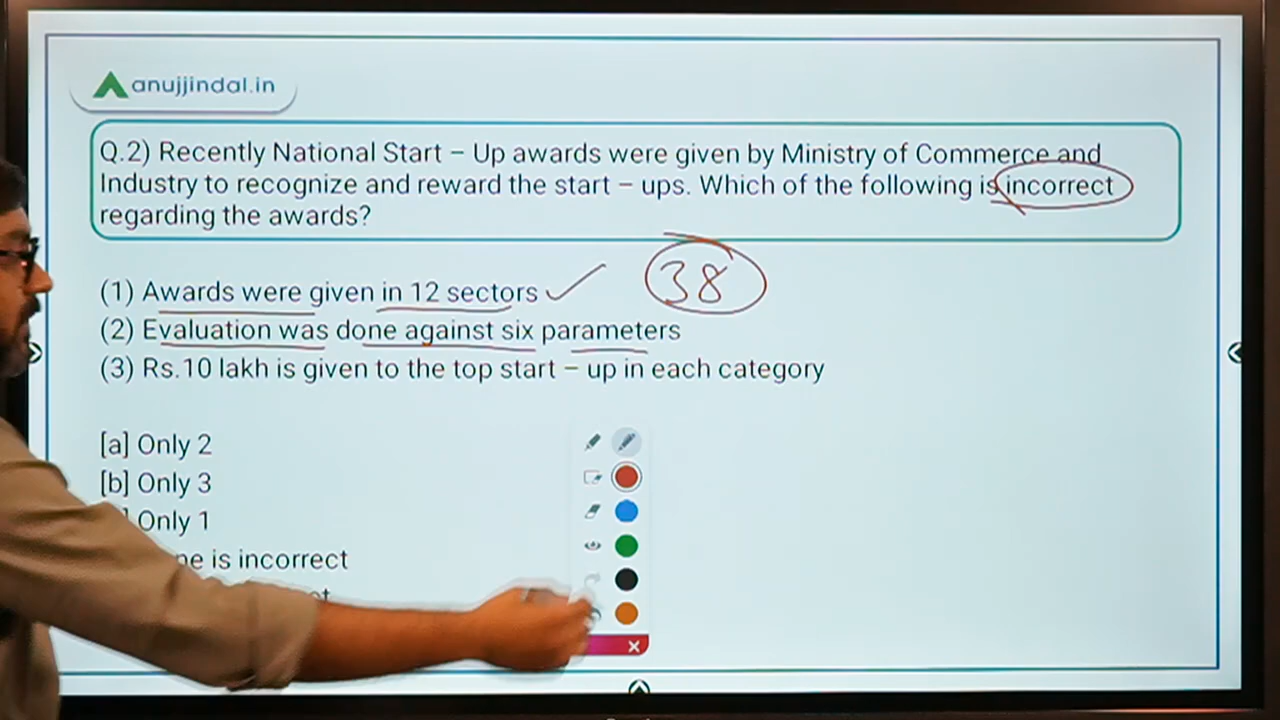 anujjindal.in
Q.2) Recently National Start – Up awards were given by Ministry of Commerce and
Industry to recognize and reward the start – ups. Which of the following is incorrect
regarding the awards?
38
(1) Awards were given in 12 sectors
(2) Evaluation was done against six parameters
(3) Rs.10 lakh is given to the top start – up in each category
[a] Only 2
[b] Only 3
Only 1
is incorrect